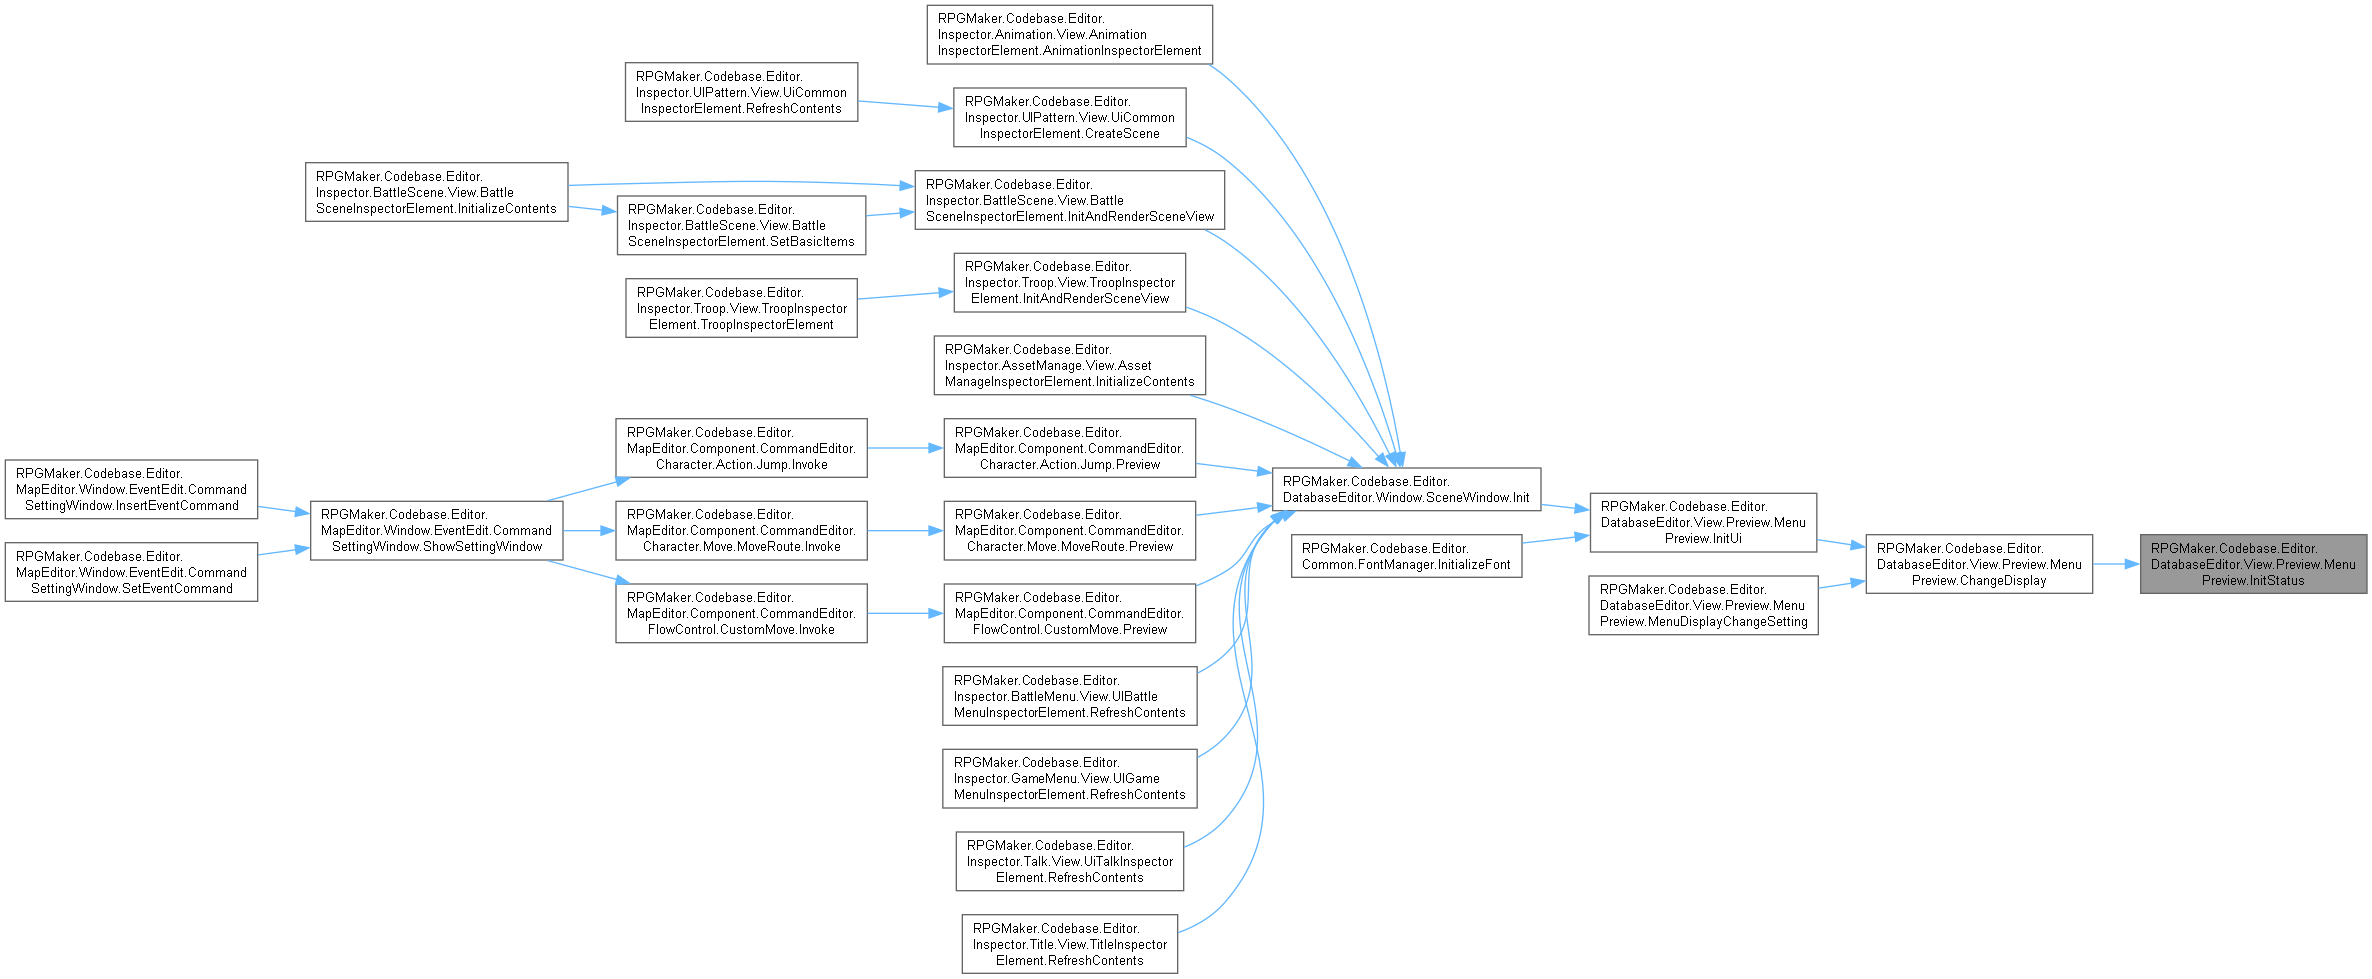 RPGMaker.Codebase.Editor.
Inspector.Animation.View.Animation
InspectorElement.AnimationInspectorElement
RPGMaker.Codebase.Editor.
Inspector.UIPattern.View.UiCommon
InspectorElement.RefreshContents
RPGMaker.Codebase.Editor.
Inspector.UIPattern.View.UiCommon
InspectorElement.CreateScene
RPGMaker.Codebase.Editor.
Inspector.BattleScene.View.Battle
SceneInspectorElement.InitializeContents
RPGMaker.Codebase.Editor.
Inspector.BattleScene.View.Battle
SceneInspectorElement.SetBasicItems
RPGMaker.Codebase.Editor.
Inspector.BattleScene.View.Battle
SceneInspectorElement.InitAndRenderSceneView
RPGMaker.Codebase.Editor.
Inspector.Troop.View.TroopInspector
Element.TroopInspectorElement
RPGMaker.Codebase.Editor.
Inspector.Troop.View.TroopInspector
Element.InitAndRenderSceneView
RPGMaker.Codebase.Editor.
Inspector.AssetManage.View.Asset
ManageInspectorElement.InitializeContents
RPGMaker.Codebase.Editor.
MapEditor.Window.EventEdit.Command
SettingWindow.InsertEventCommand
RPGMaker.Codebase.Editor.
MapEditor.Window.EventEdit.Command
SettingWindow.SetEventCommand
RPGMaker.Codebase.Editor.
MapEditor.Window.EventEdit.Command
SettingWindow.ShowSettingWindow
RPGMaker.Codebase.Editor.
MapEditor.Component.CommandEditor.
Character.Action.Jump.Invoke
RPGMaker.Codebase.Editor.
MapEditor.Component.CommandEditor.
Character.Action.Jump.Preview
RPGMaker.Codebase.Editor.
MapEditor.Component.CommandEditor.
Character.Move.MoveRoute.Invoke
RPGMaker.Codebase.Editor.
MapEditor.Component.CommandEditor.
Character.Move.MoveRoute.Preview
RPGMaker.Codebase.Editor.
MapEditor.Component.CommandEditor.
FlowControl.CustomMove.Invoke
RPGMaker.Codebase.Editor.
MapEditor.Component.CommandEditor.
FlowControl.CustomMove.Preview
RPGMaker.Codebase.Editor.
Inspector.BattleMenu.View.UIBattle
MenuInspectorElement.RefreshContents
RPGMaker.Codebase.Editor.
Inspector.GameMenu.View.UIGame
MenuInspectorElement.RefreshContents
RPGMaker.Codebase.Editor.
Inspector.Talk.View.UiTalkInspector
Element.RefreshContents
RPGMaker.Codebase.Editor.
Inspector.Title.View.TitleInspector
Element.RefreshContents
RPGMaker.Codebase.Editor.
DatabaseEditor.Window.SceneWindow.Init
RPGMaker.Codebase.Editor.
Common.FontManager.InitializeFont
RPGMaker.Codebase.Editor.
DatabaseEditor.View.Preview.Menu
Preview.InitUi
RPGMaker.Codebase.Editor.
DatabaseEditor.View.Preview.Menu
Preview.MenuDisplayChangeSetting
RPGMaker.Codebase.Editor.
DatabaseEditor.View.Preview.Menu
Preview.ChangeDisplay
RPGMaker.Codebase.Editor.
DatabaseEditor.View.Preview.Menu
Preview.InitStatus